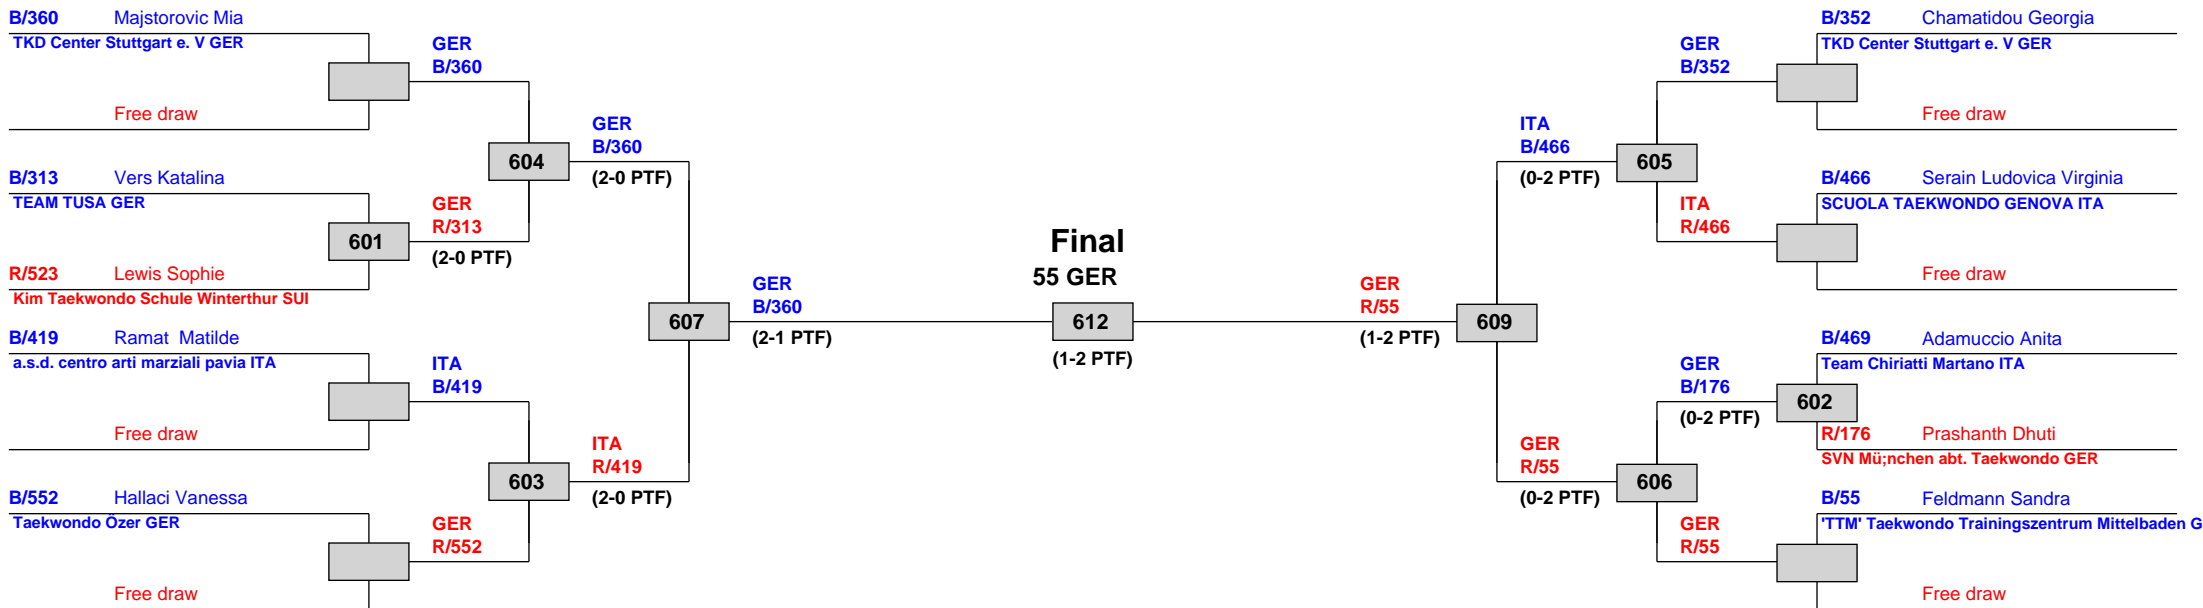 B/360 Majstorovic Mia
TKD Center Stuttgart e. V GER
Free draw
B/313 Vers Katalina
TEAM TUSA GER
R/523 Lewis Sophie
Kim Taekwondo Schule Winterthur SUI
B/419 Ramat Matilde
a.s.d. centro arti marziali pavia ITA
Free draw
B/552 Hallaci Vanessa
Taekwondo Özer GER
Free draw
601
GER
B/360
GER
R/313
(2-0 PTF)
ITA
B/419
GER
R/552
604
603
GER
B/360
(2-0 PTF)
ITA
R/419
(2-0 PTF)
607
GER
B/360
(2-1 PTF)
Final
55 GER
612
(1-2 PTF)
GER
R/55
(1-2 PTF)
609
ITA
B/466
(0-2 PTF)
GER
R/55
(0-2 PTF)
605
606
GER
B/352
ITA
R/466
GER
B/176
(0-2 PTF)
GER
R/55
602
B/352 Chamatidou Georgia
TKD Center Stuttgart e. V GER
Free draw
B/466 Serain Ludovica Virginia
SCUOLA TAEKWONDO GENOVA ITA
Free draw
B/469 Adamuccio Anita
Team Chiriatti Martano ITA
R/176 Prashanth Dhuti
SVN Mü;nchen abt. Taekwondo GER
B/55 Feldmann Sandra
'TTM' Taekwondo Trainingszentrum Mittelbaden G
Free draw